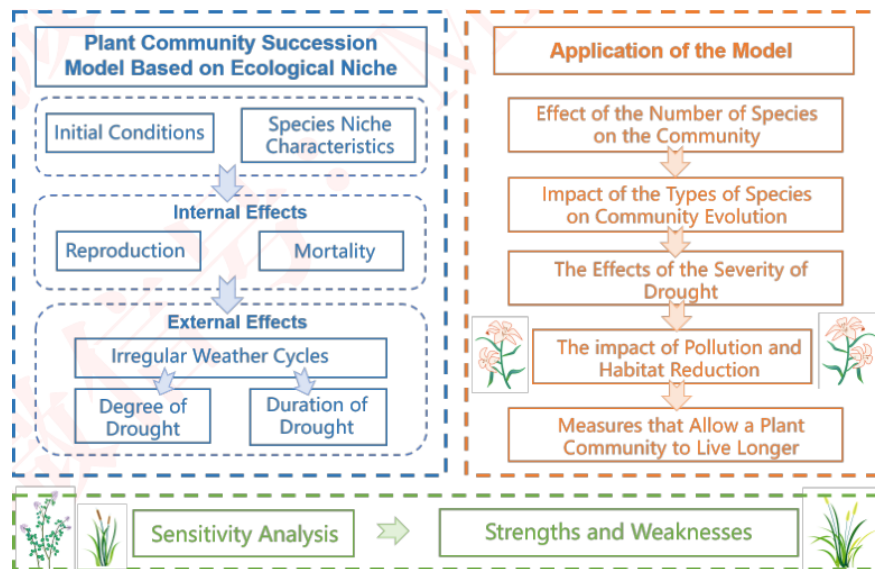 Plant Community Succession
Model Based on Ecological Niche
Initial Conditions
Species Niche
Characteristics
Internal Effects
Reproduction
Mortality
External Effects
Irregular Weather Cycles
Degree of
Drought
Duration of
Drought
Application of the Model
Effect of the Number of Species
on the Community
Impact of the Types of Species
on Community Evolution
The Effects of the Severity of
Drought
The impact of Pollution and
Habitat Reduction
Measures that Allow a Plant
Community to Live Longer
Sensitivity Analysis
Strengths and Weaknesses